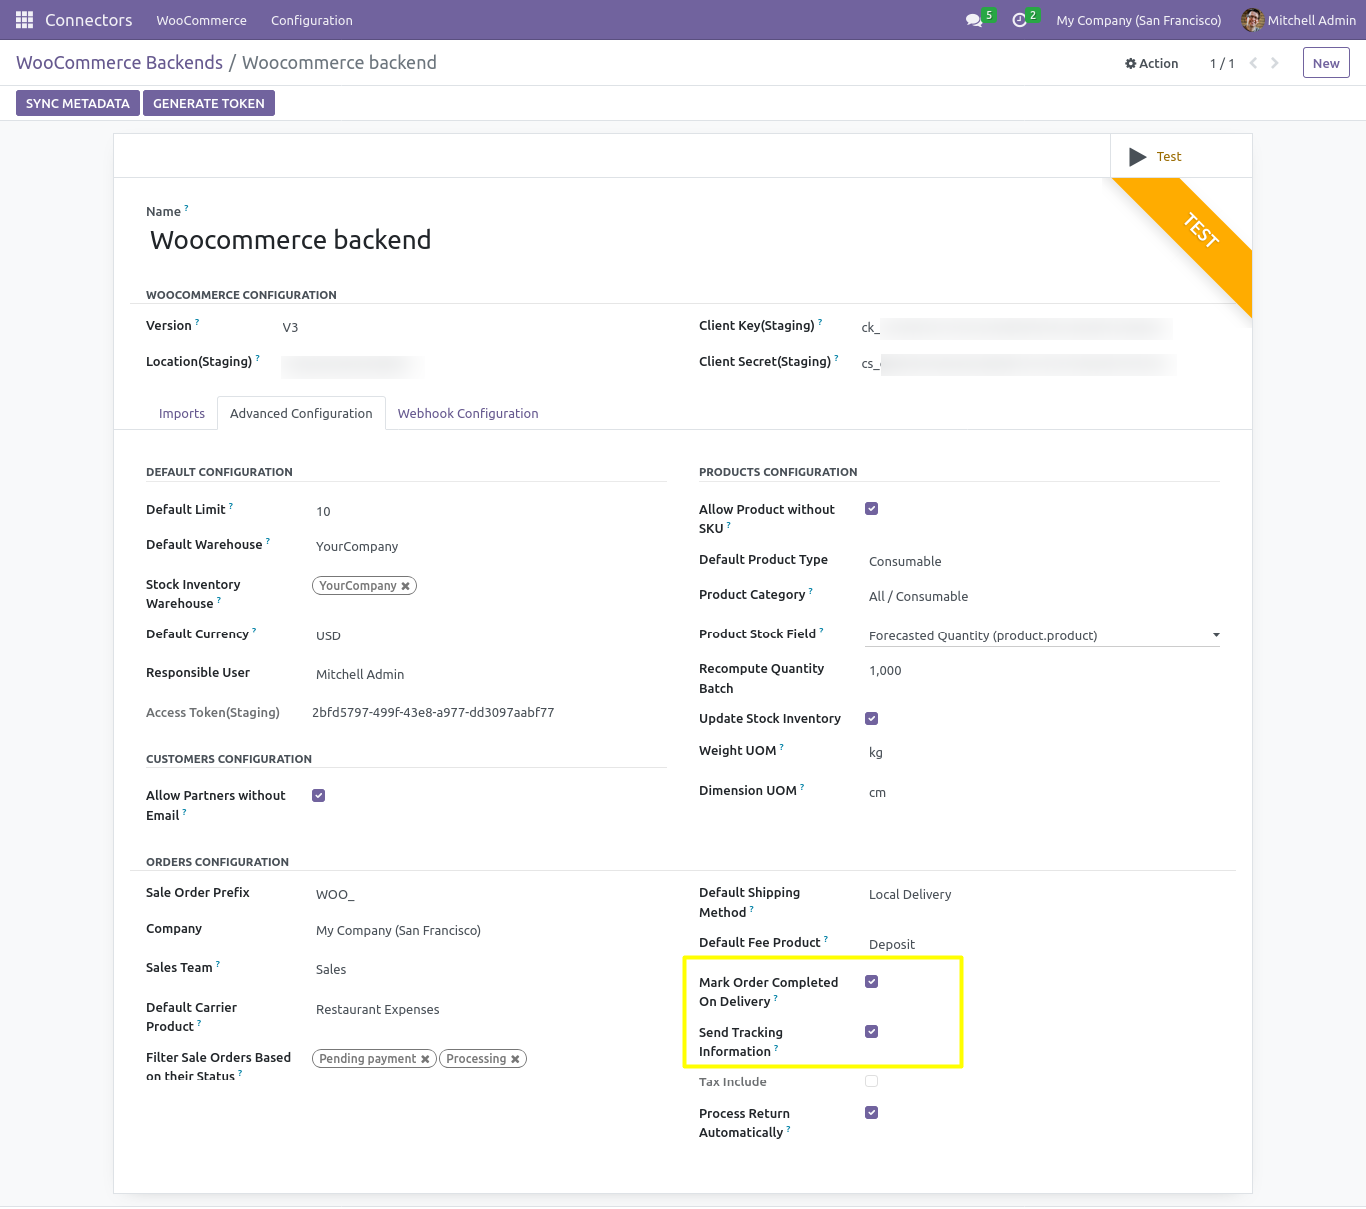 Connectors WooCommerce Configuration 5 2 My Company (San Francisco) Mitchell Admin
WooCommerce Backends / Woocommerce backend Action 1 / 1 New
SYNC METADATA GENERATE TOKEN
Test
TEST
Name ?
Woocommerce backend
WOOCOMMERCE CONFIGURATION
Version ? V3
Client Key(Staging) ? ck_
Location(Staging) ?
Client Secret(Staging) ? cs_
Imports Advanced Configuration Webhook Configuration
DEFAULT CONFIGURATION
Default Limit ? 10
Default Warehouse ? YourCompany
Stock Inventory
Warehouse ?
YourCompany ✖
Default Currency ? USD
Responsible User Mitchell Admin
Access Token(Staging) 2bfd5797-499f-43e8-a977-dd3097aabf77
CUSTOMERS CONFIGURATION
Allow Partners without
Email ?
PRODUCTS CONFIGURATION
Allow Product without
SKU ?
Default Product Type Consumable
Product Category ? All / Consumable
Product Stock Field ? Forecasted Quantity (product.product)
Recompute Quantity
Batch
1,000
Update Stock Inventory
Weight UOM ? kg
Dimension UOM ? cm
ORDERS CONFIGURATION
Sale Order Prefix WOO_
Company My Company (San Francisco)
Sales Team ? Sales
Default Carrier
Product ?
Restaurant Expenses
Filter Sale Orders Based
on their Status ?
Pending payment ✖ Processing ✖
Default Shipping
Method ?
Local Delivery
Default Fee Product ? Deposit
Mark Order Completed
On Delivery ?
Send Tracking
Information ?
Tax Include
Process Return
Automatically ?